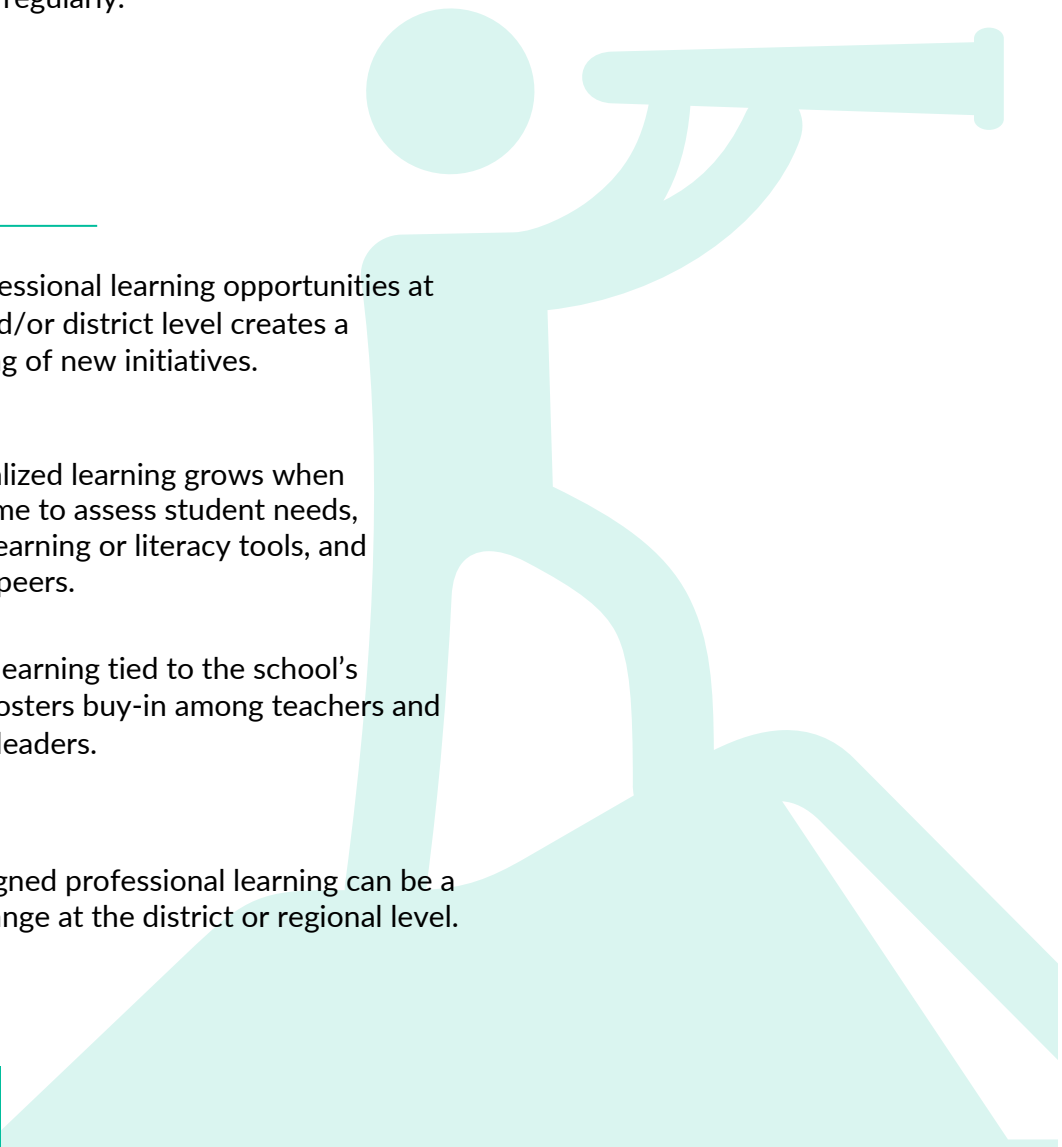 regularly.
essional learning opportunities at
d/or district level creates a
g of new initiatives.
alized learning grows when
me to assess student needs,
earning or literacy tools, and
peers.
learning tied to the school’s
osters buy-in among teachers and
leaders.
gned professional learning can be a
ange at the district or regional level.